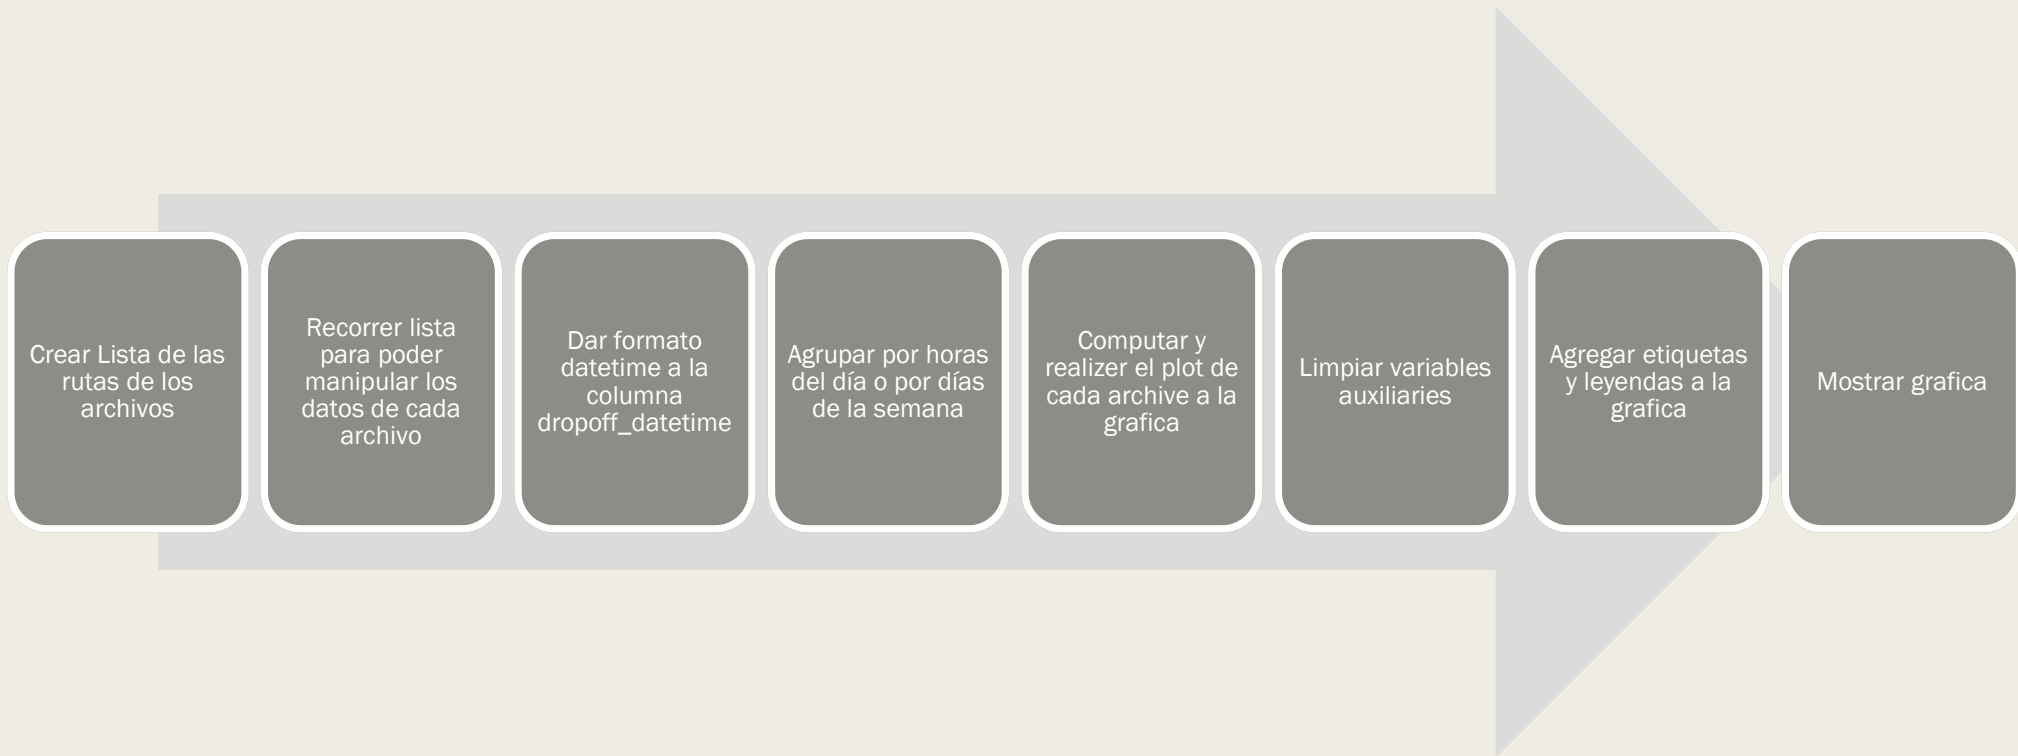 Crear Lista de las
rutas de los
archivos
Recorrer lista
para poder
manipular los
datos de cada
archivo
Dar formato
datetime a la
columna
dropoff_datetime
Agrupar por horas
del día o por días
de la semana
Computar y
realizer el plot de
cada archive a la
grafica
Limpiar variables
auxiliaries
Agregar etiquetas
y leyendas a la
grafica
Mostrar grafica